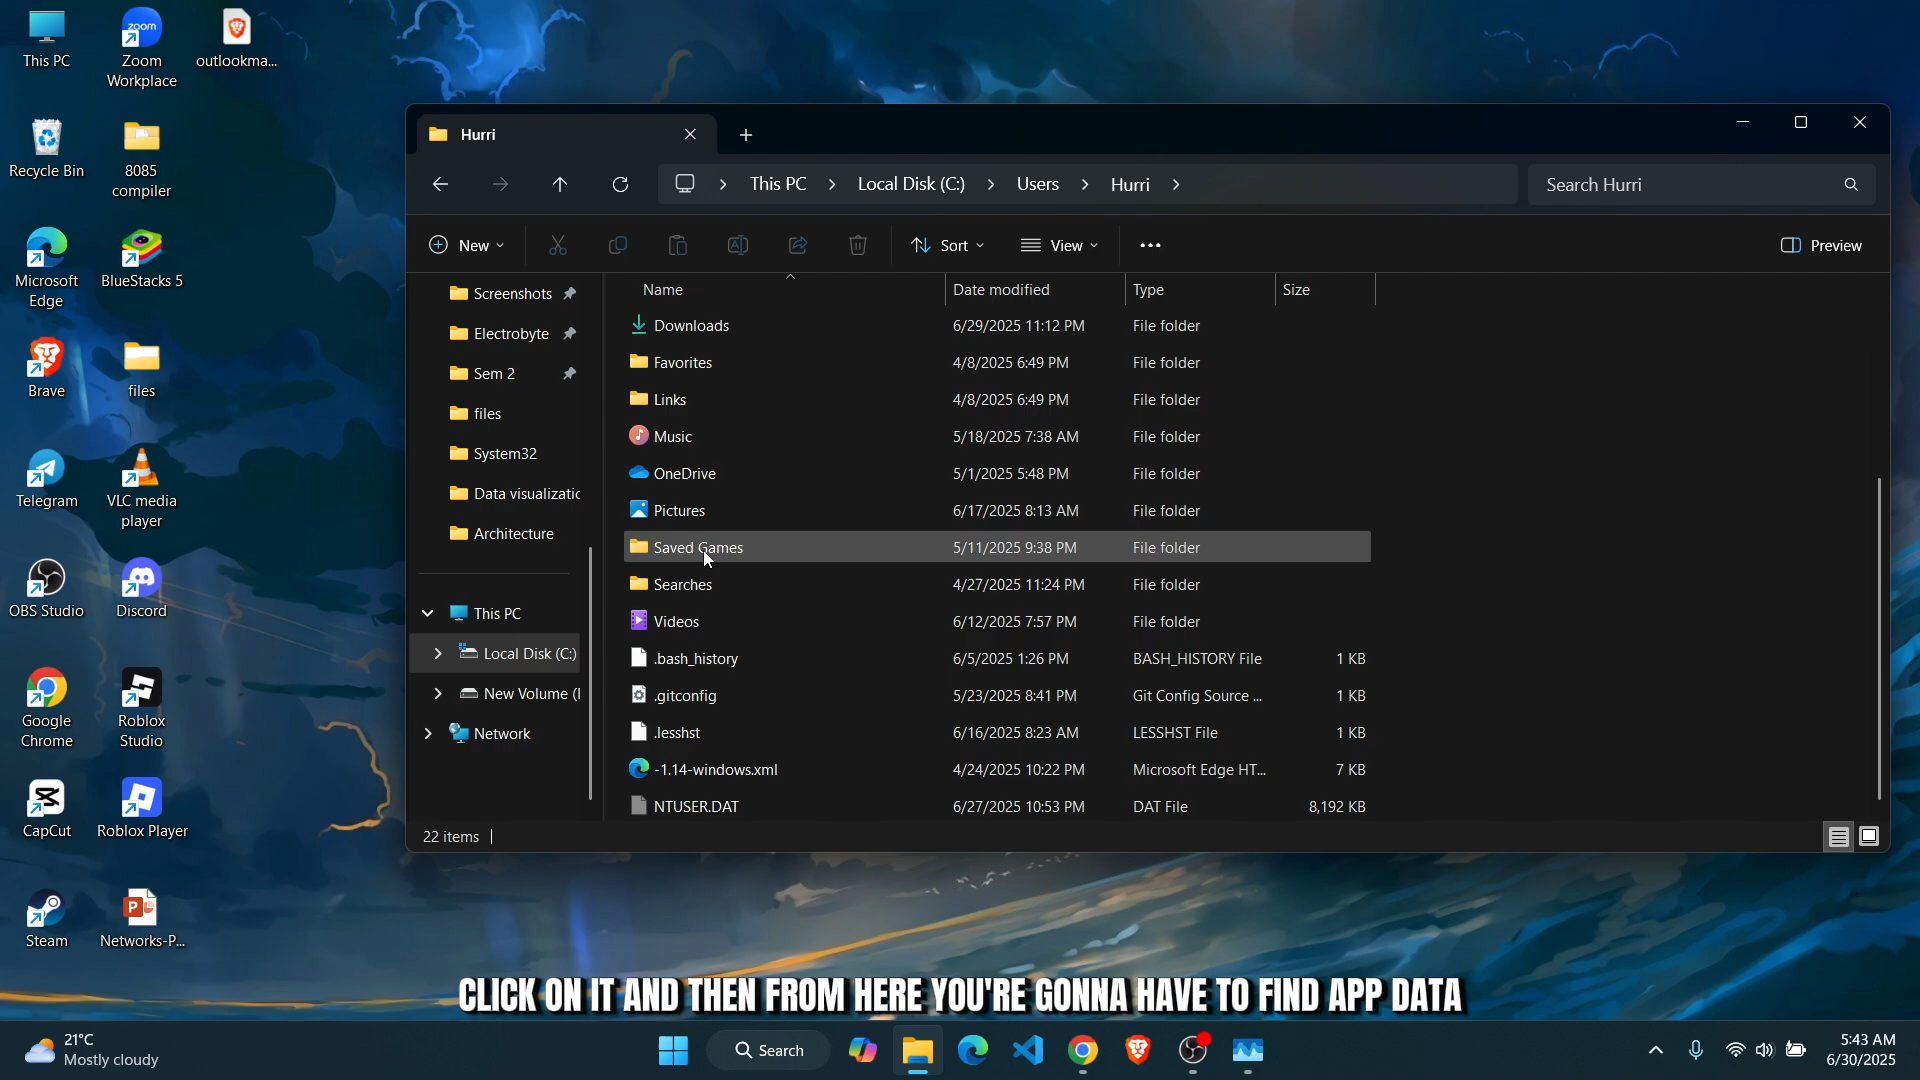 This PC
Zoom
Workplace
outlookma...
Recycle Bin
8085
compiler
Microsoft
Edge
BlueStacks 5
Brave
files
Telegram
VLC media
player
OBS Studio
Discord
Google
Chrome
Roblox
Studio
CapCut
Roblox Player
Steam
Networks-P...
Hurri
This PC
Local Disk (C:)
Users
Hurri
Search Hurri
New
Sort
View
Preview
Screenshots
Electrobyte
Sem 2
files
System32
Data visualizatic
Architecture
This PC
Local Disk (C:)
New Volume (
Network
Name Date modified Type Size
Downloads 6/29/2025 11:12 PM File folder
Favorites 4/8/2025 6:49 PM File folder
Links 4/8/2025 6:49 PM File folder
Music 5/18/2025 7:38 AM File folder
OneDrive 5/1/2025 5:48 PM File folder
Pictures 6/17/2025 8:13 AM File folder
Saved Games 5/11/2025 9:38 PM File folder
Searches 4/27/2025 11:24 PM File folder
Videos 6/12/2025 7:57 PM File folder
.bash_history 6/5/2025 1:26 PM BASH_HISTORY File 1 KB
.gitconfig 5/23/2025 8:41 PM Git Config Source ... 1 KB
.lesshst 6/16/2025 8:23 AM LESSHST File 1 KB
-1.14-windows.xml 4/24/2025 10:22 PM Microsoft Edge HT... 7 KB
NTUSER.DAT 6/27/2025 10:53 PM DAT File 8,192 KB
22 items
CLICK ON IT AND THEN FROM HERE YOU'RE GONNA HAVE TO FIND APP DATA
21°C
Mostly cloudy
Search
5:43 AM
6/30/2025